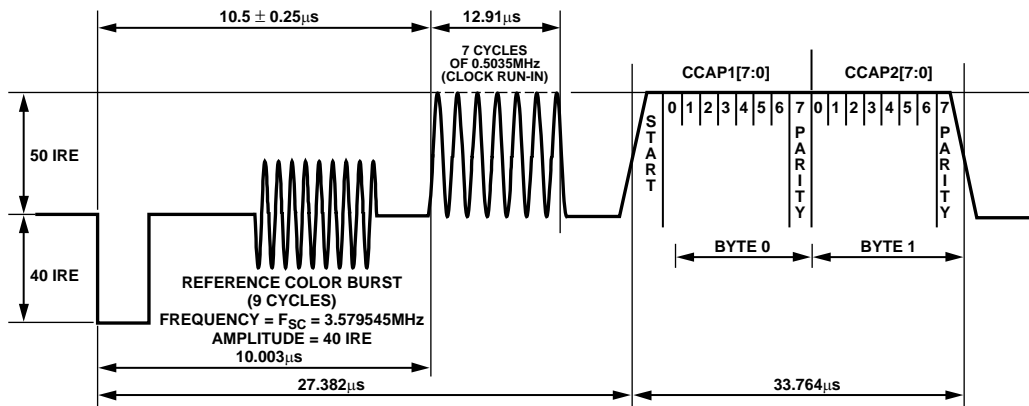 10.5 ± 0.25µs
12.91µs
7 CYCLES
OF 0.5035MHz
(CLOCK RUN-IN)
CCAP1[7:0]
CCAP2[7:0]
0 1 2 3 4 5 6 7 0 1 2 3 4 5 6 7
START
PARITY
PARITY
50 IRE
40 IRE
BYTE 0
BYTE 1
REFERENCE COLOR BURST
(9 CYCLES)
FREQUENCY = FSC = 3.579545MHz
AMPLITUDE = 40 IRE
10.003µs
27.382µs
33.764µs